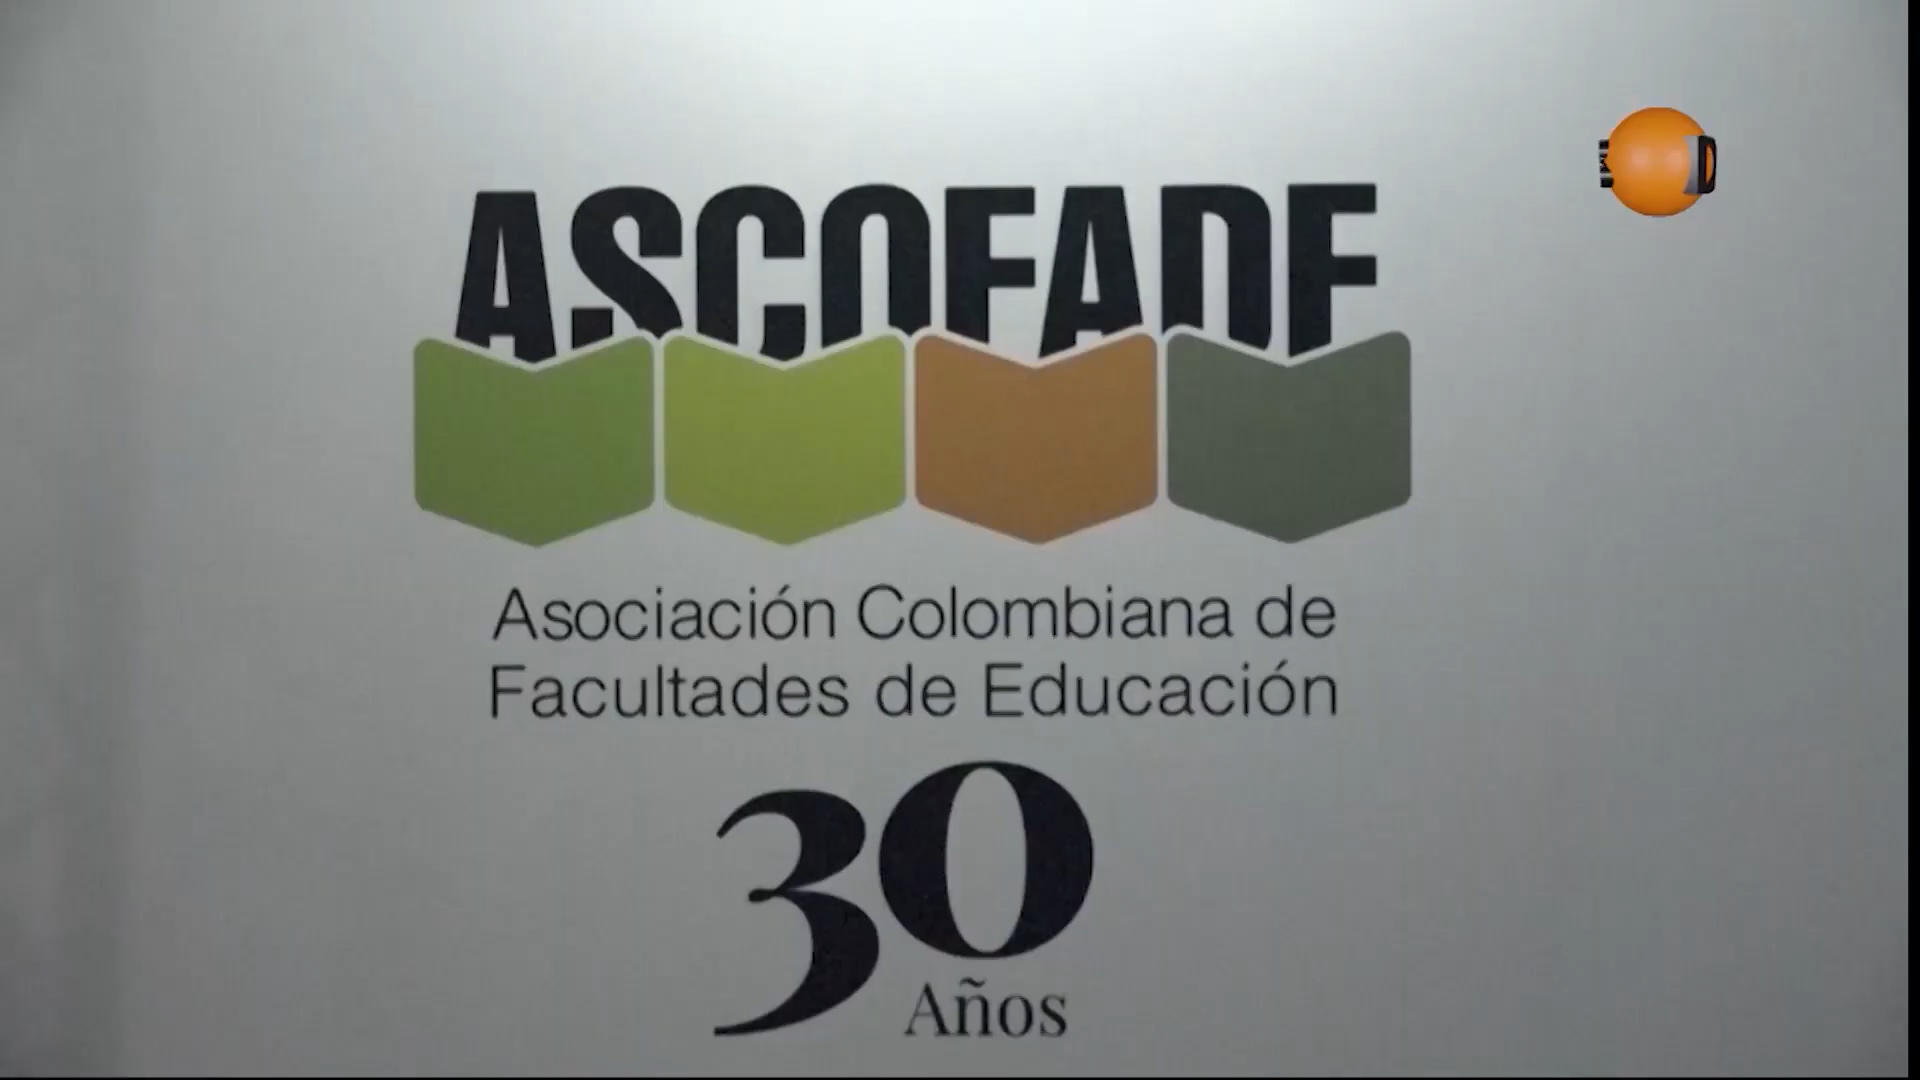 ASCOFADE
Asociación Colombiana de
Facultades de Educación
30
Años